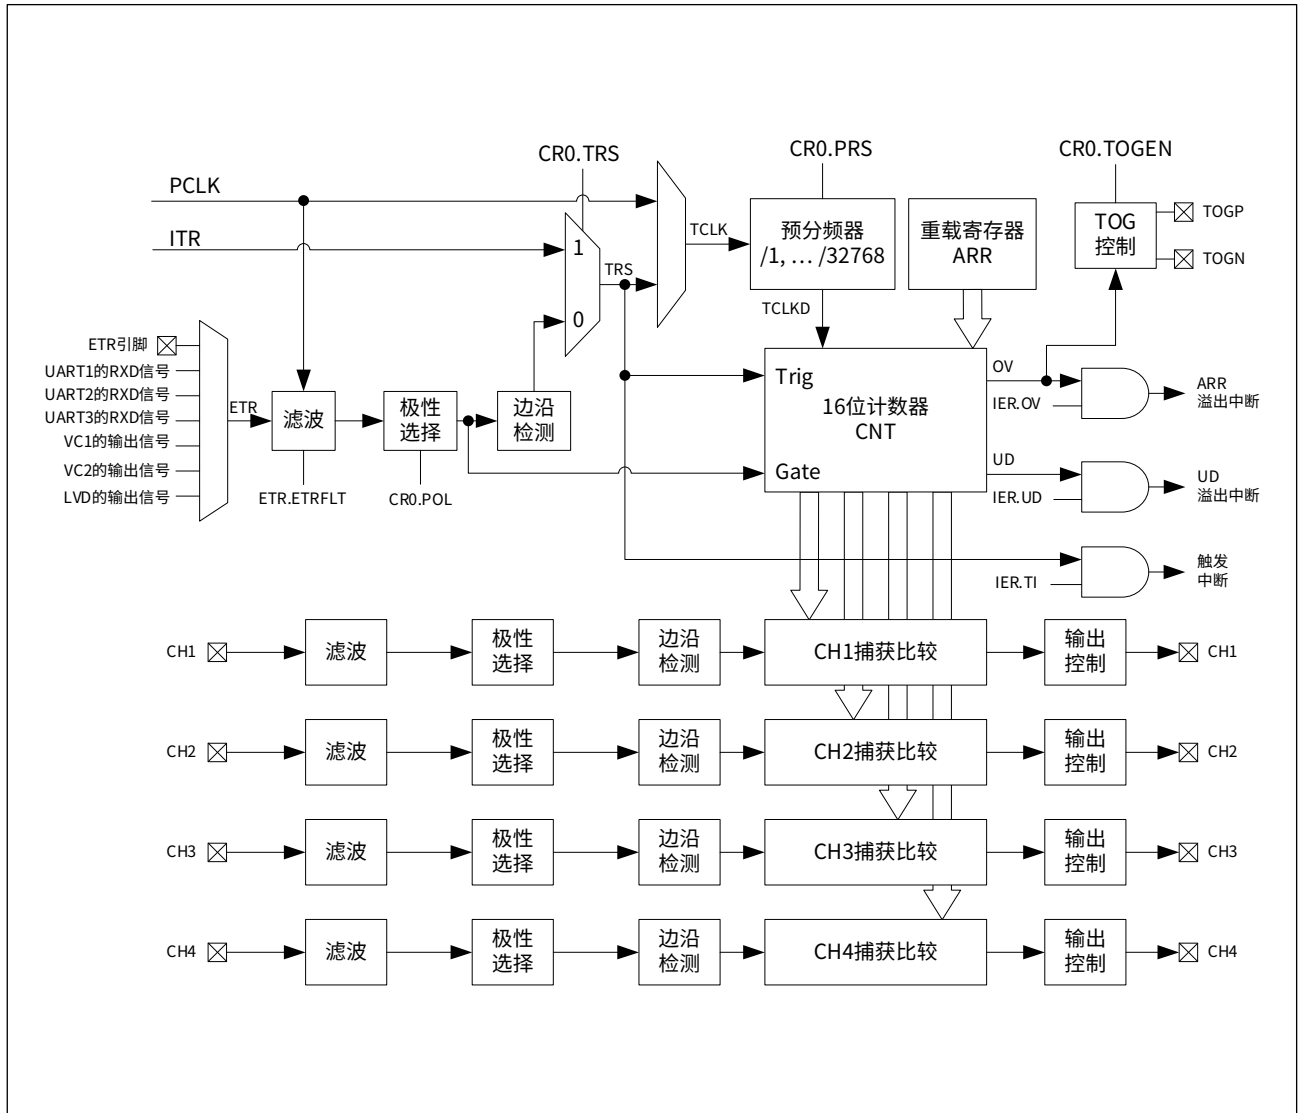 CR0.TRS
CR0.PRS
CR0.TOGEN
PCLK
ITR
1
0
TRS
TCLK
预分频器
/1, … /32768
重载寄存器
ARR
TOG
控制
TOGP
TOGN
TCLKD
ETR引脚
UART1的RXD信号
UART2的RXD信号
UART3的RXD信号
VC1的输出信号
VC2的输出信号
LVD的输出信号
ETR
滤波
极性
选择
边沿
检测
ETR.ETRFLT
CR0.POL
Trig
16位计数器
CNT
Gate
OV
IER.OV
ARR
溢出中断
UD
IER.UD
UD
溢出中断
IER.TI
触发
中断
CH1
滤波
极性
选择
边沿
检测
CH1捕获比较
输出
控制
CH1
CH2
滤波
极性
选择
边沿
检测
CH2捕获比较
输出
控制
CH2
CH3
滤波
极性
选择
边沿
检测
CH3捕获比较
输出
控制
CH3
CH4
滤波
极性
选择
边沿
检测
CH4捕获比较
输出
控制
CH4